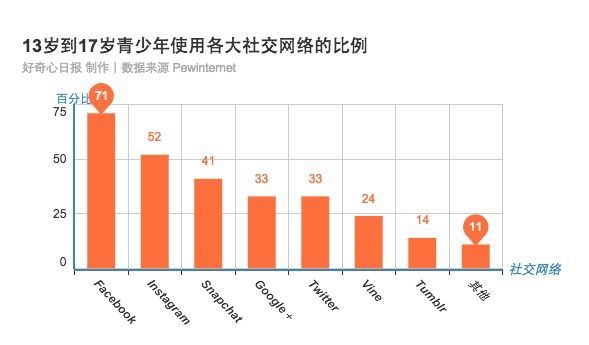 13岁到17岁青少年使用各大社交网络的比例
好奇心日报 制作丨数据来源 Pewinternet
百分比
71
75
52
50
41
33
33
25
24
14
11
0
社交网络
Facebook
Instagram
Snapchat
Google +
Twitter
Vine
Tumblr
其他